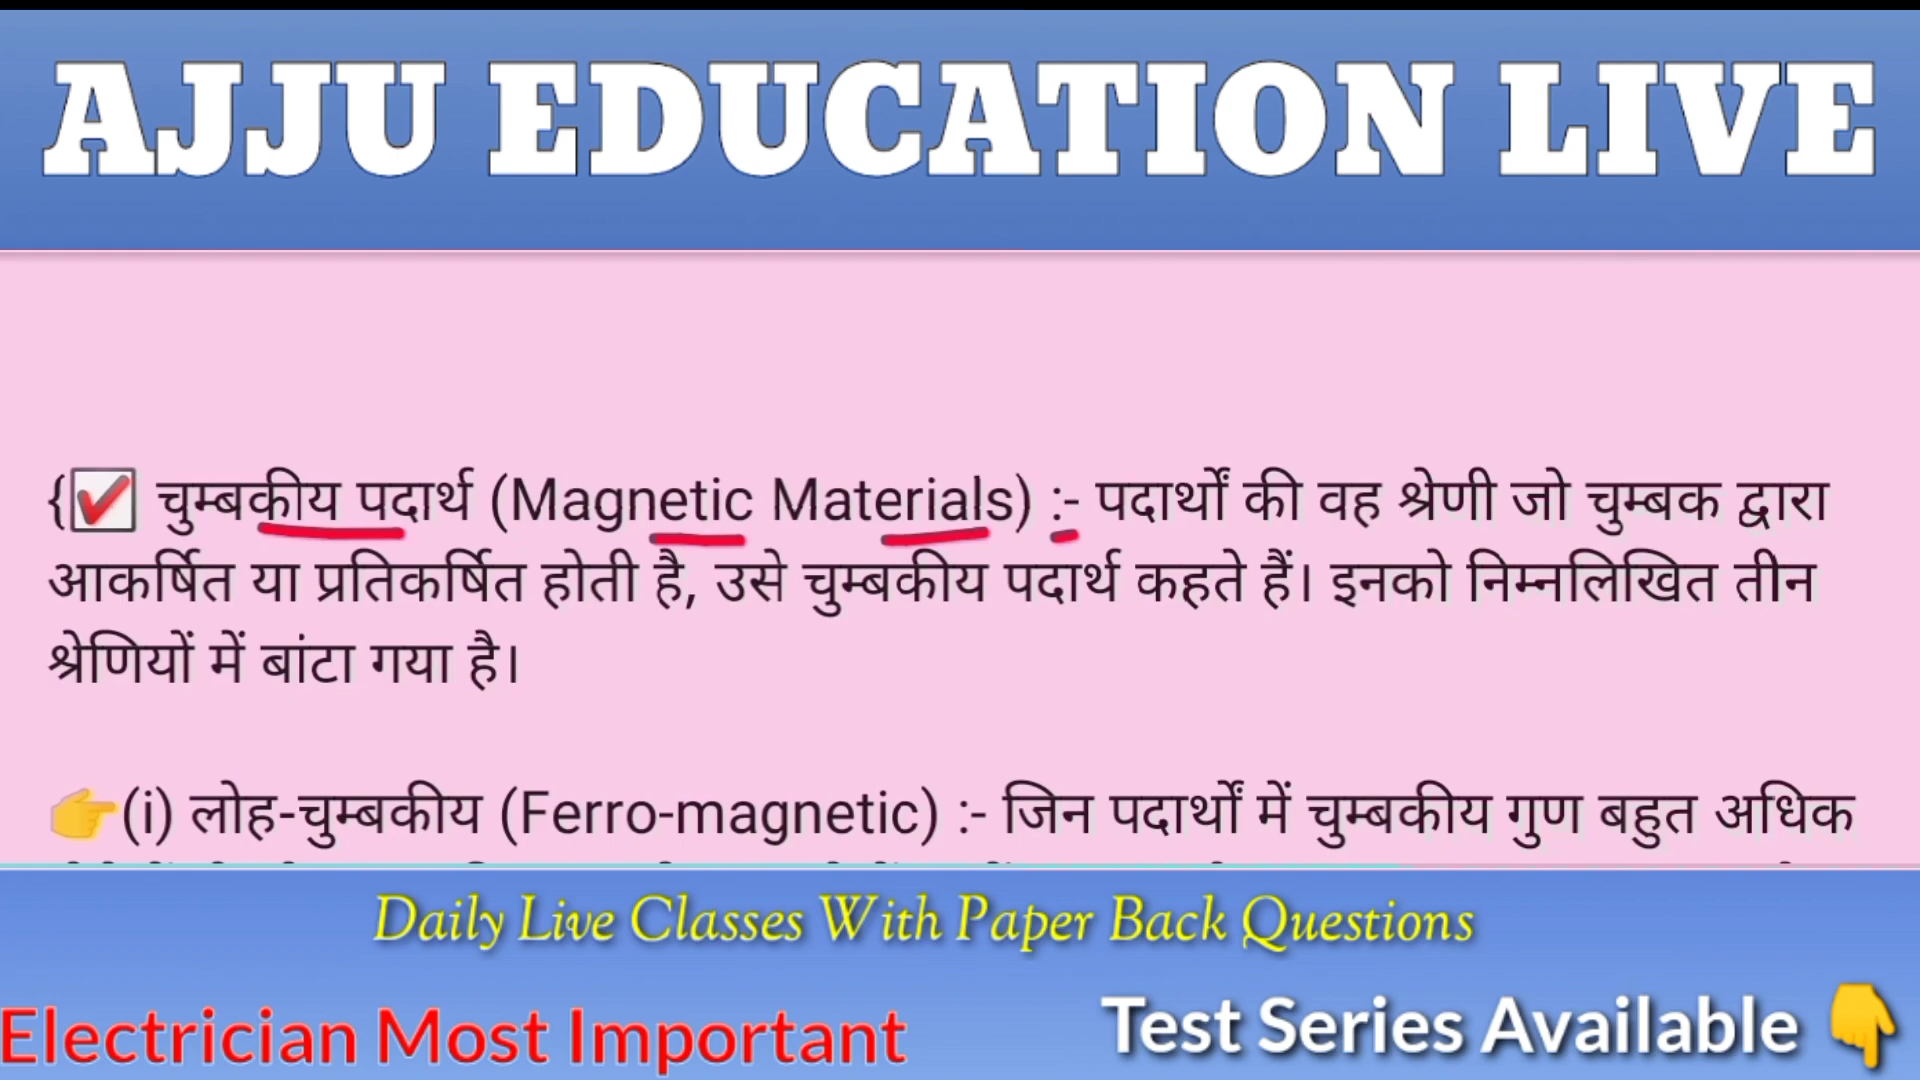 AJJU EDUCATION LIVE
{☑ चुम्बकीय पदार्थ (Magnetic Materials) :- पदार्थों की वह श्रेणी जो चुम्बक द्वारा
आकर्षित या प्रतिकर्षित होती है, उसे चुम्बकीय पदार्थ कहते हैं। इनको निम्नलिखित तीन
श्रेणियों में बांटा गया है।
👉(i) लोह-चुम्बकीय (Ferro-magnetic) :- जिन पदार्थों में चुम्बकीय गुण बहुत अधिक
Daily Live Classes With Paper Back Questions
Electrician Most Important
Test Series Available 👇